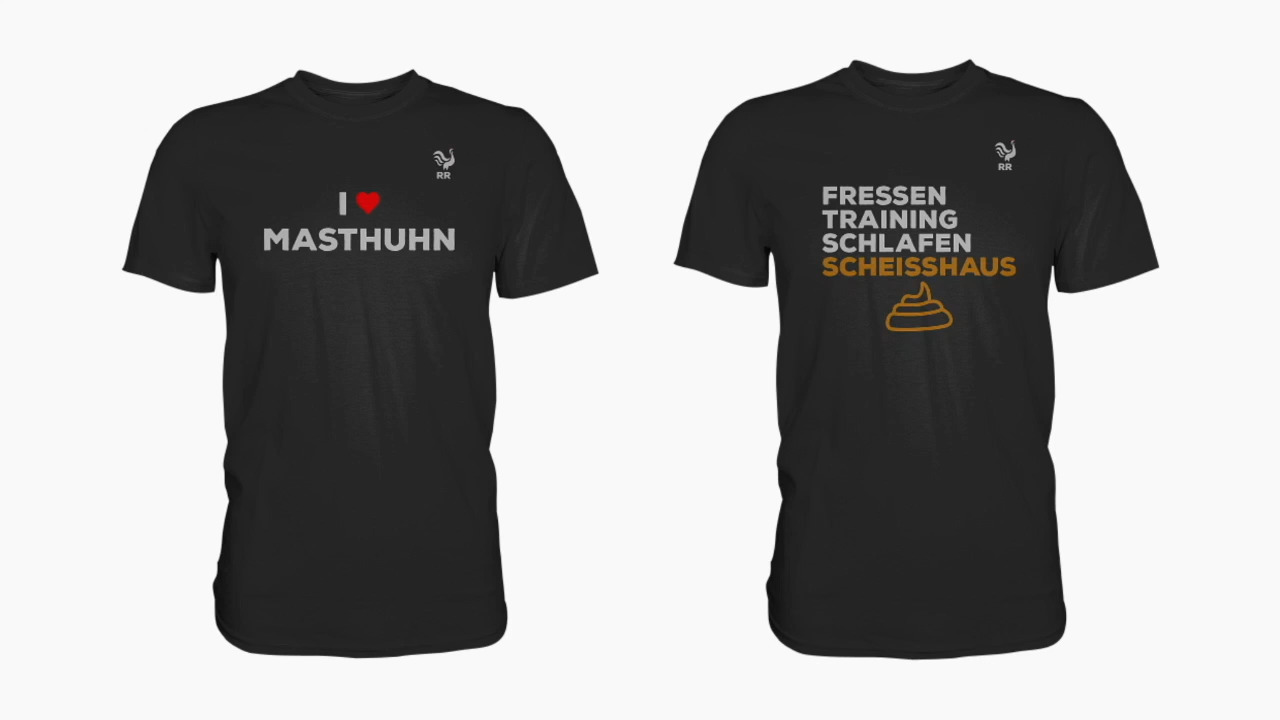 RR
I ❤
MASTHUHN
RR
FRESSEN
TRAINING
SCHLAFEN
SCHEISSHAUS